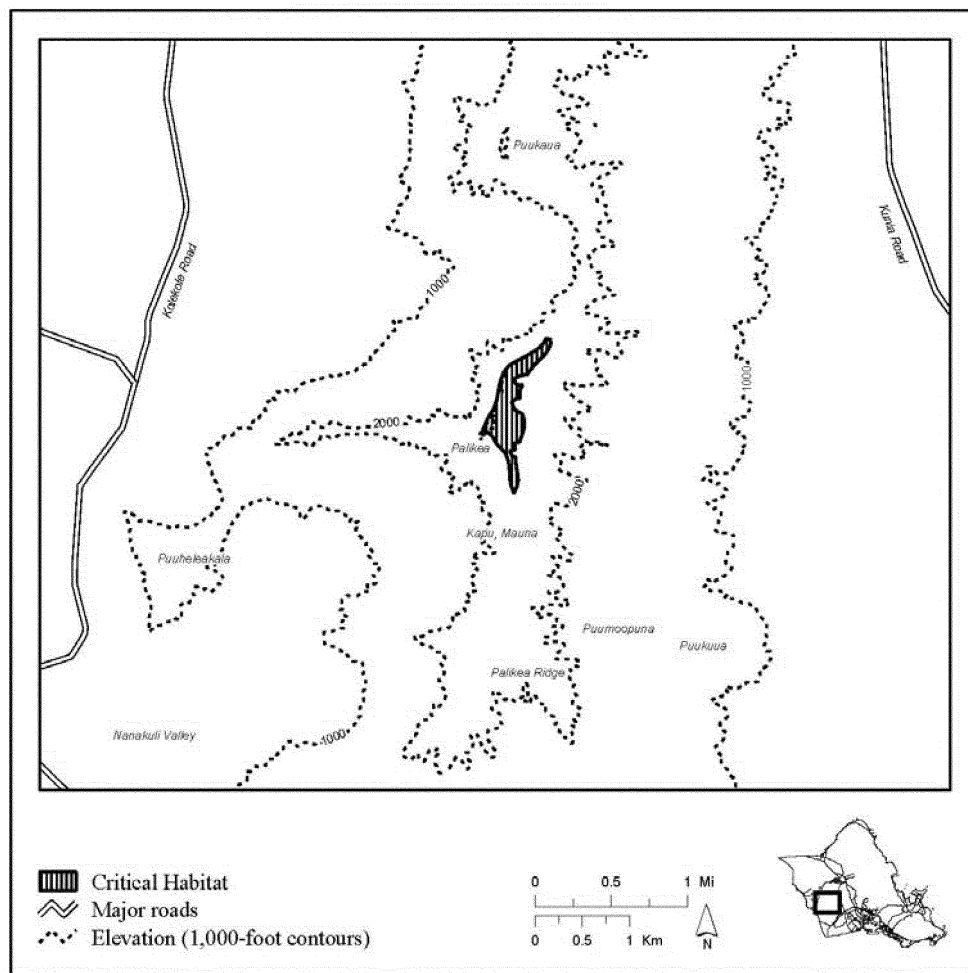 Puukaua
Kunia Road
Kalekole Road
1000
1000
2000
Palikea
2000
Kapu, Mauna
Puuheleakala
Puumoopuna
Puukuua
Palikea Ridge
Nanakuli Valley
1000
Critical Habitat
Major roads
Elevation (1,000-foot contours)
0 0.5 1 Mi
0 0.5 1 Km
N